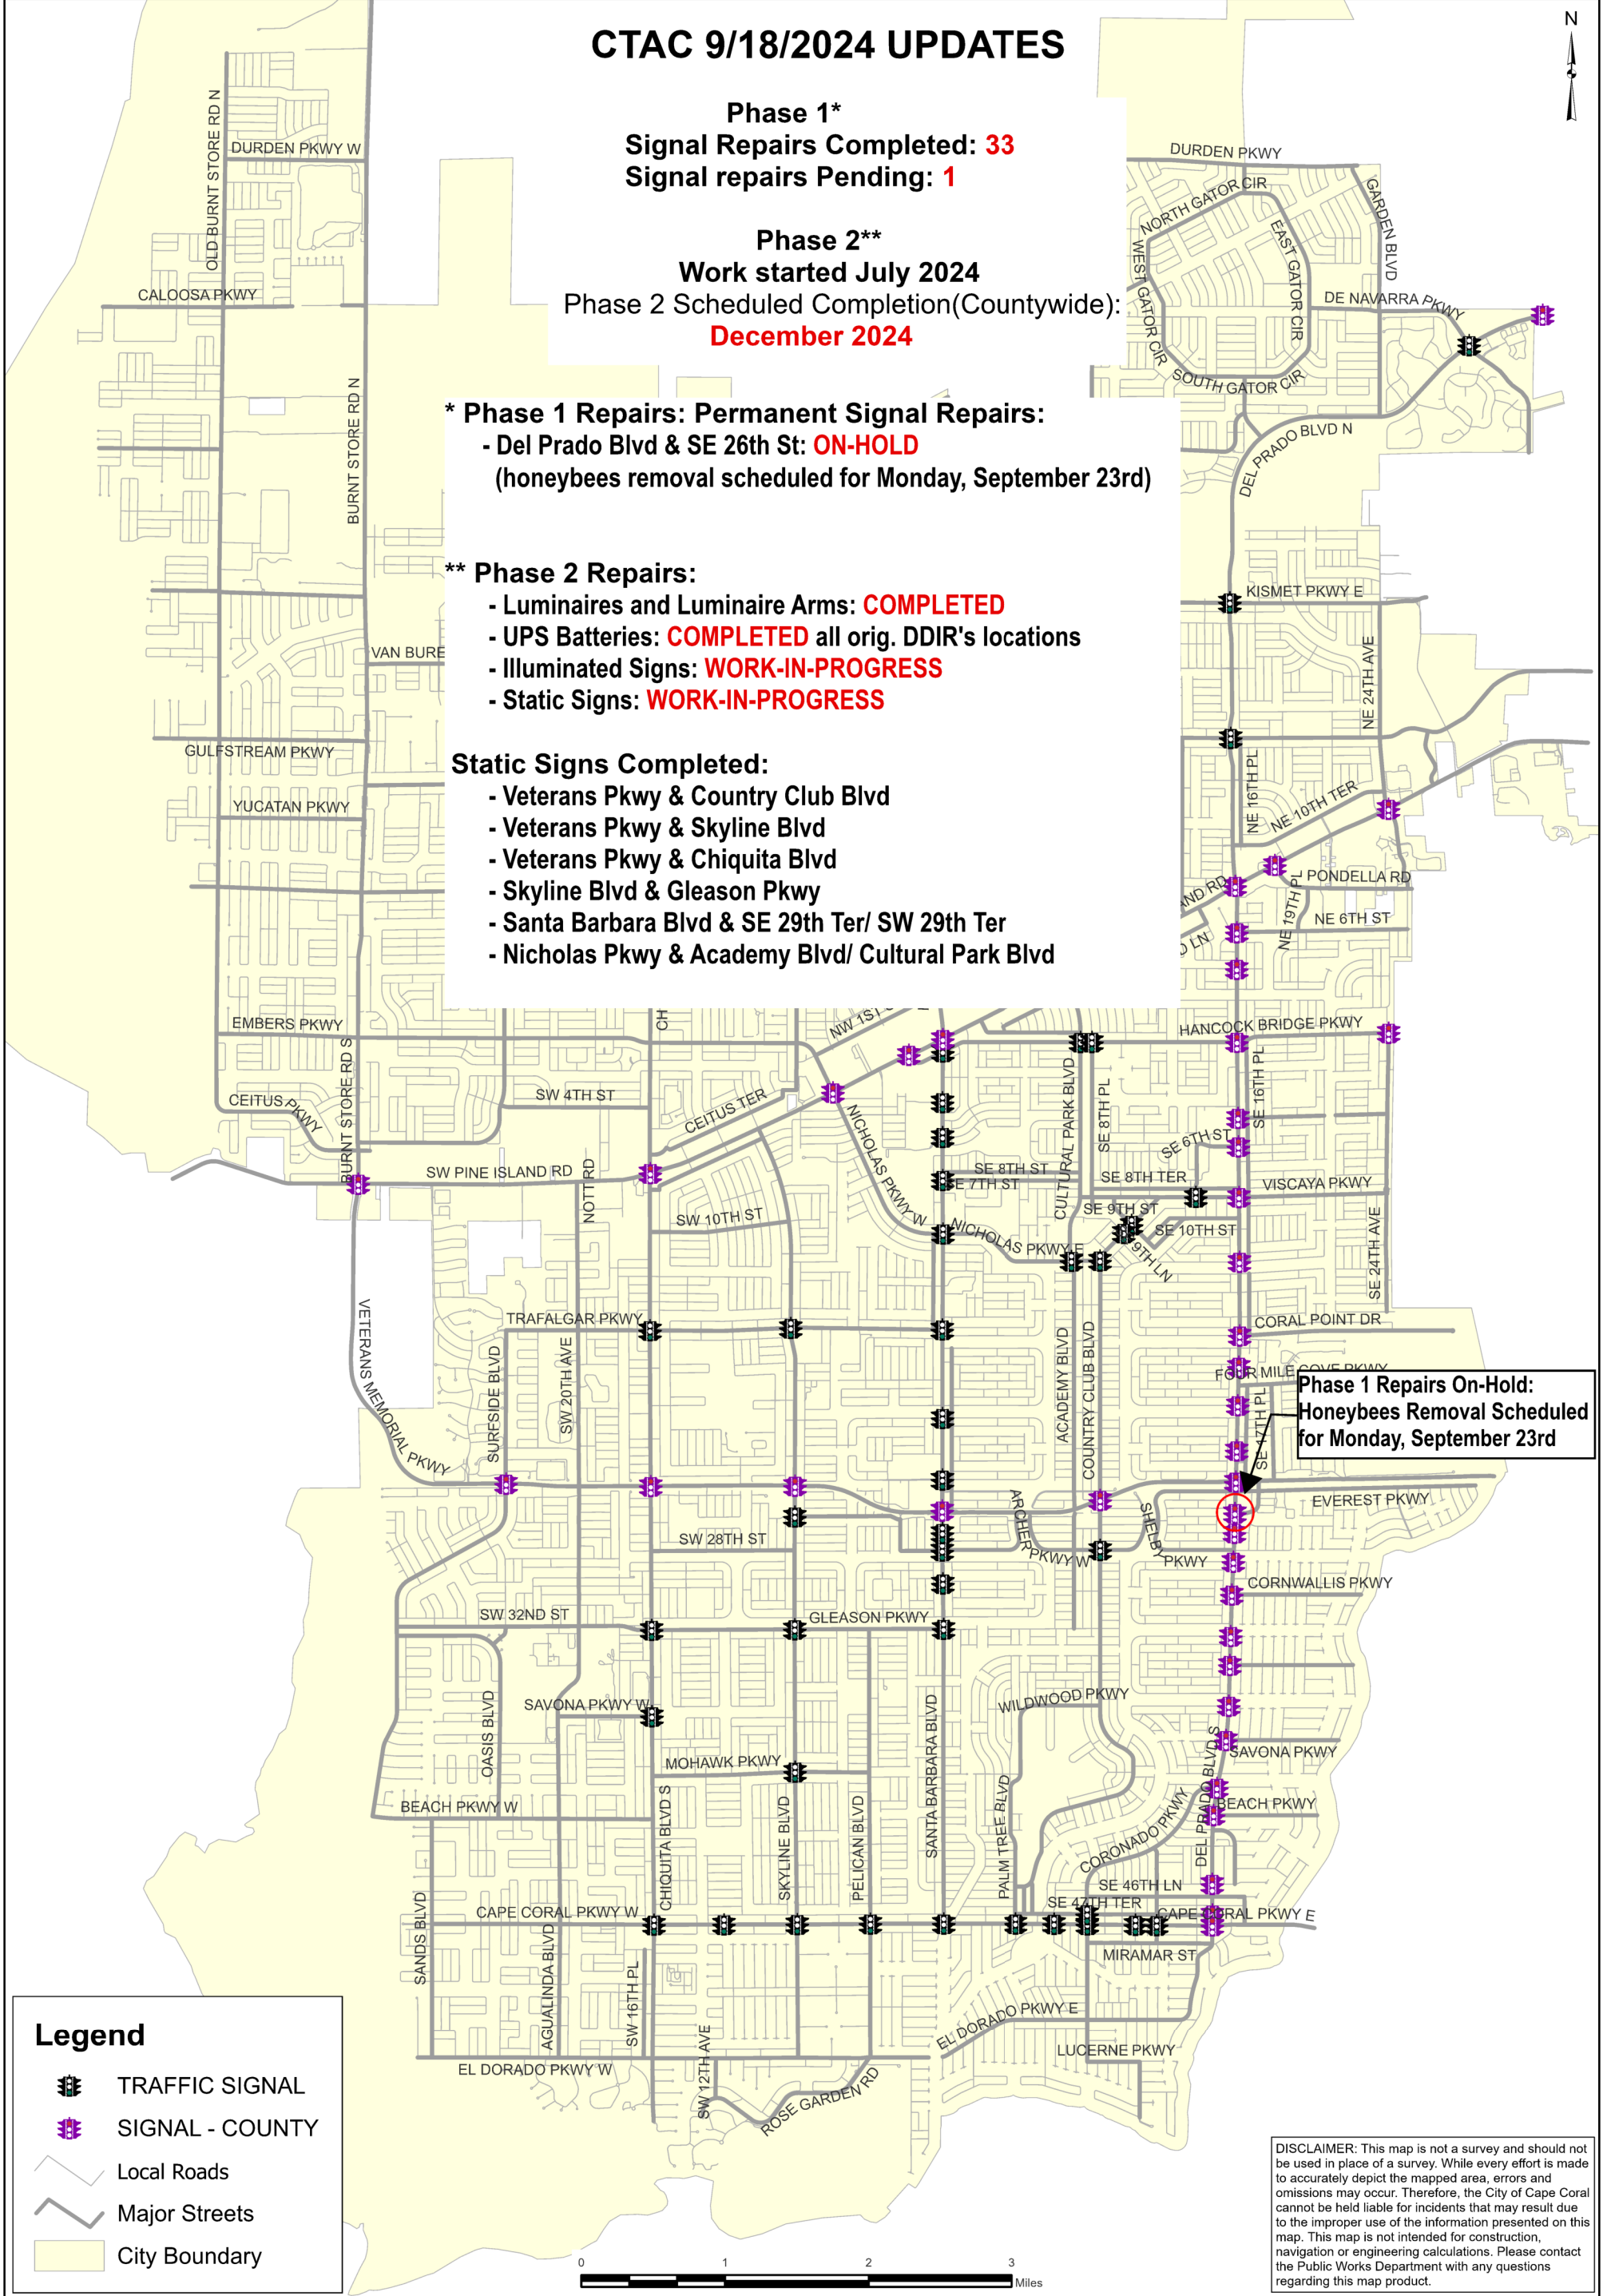 CTAC 9/18/2024 UPDATES
N
Phase 1*
Signal Repairs Completed: 33
Signal repairs Pending: 1
Phase 2**
Work started July 2024
Phase 2 Scheduled Completion(Countywide):
December 2024
* Phase 1 Repairs: Permanent Signal Repairs:
- Del Prado Blvd & SE 26th St: ON-HOLD
(honeybees removal scheduled for Monday, September 23rd)
** Phase 2 Repairs:
- Luminaires and Luminaire Arms: COMPLETED
- UPS Batteries: COMPLETED all orig. DDIR's locations
- Illuminated Signs: WORK-IN-PROGRESS
- Static Signs: WORK-IN-PROGRESS
Static Signs Completed:
- Veterans Pkwy & Country Club Blvd
- Veterans Pkwy & Skyline Blvd
- Veterans Pkwy & Chiquita Blvd
- Skyline Blvd & Gleason Pkwy
- Santa Barbara Blvd & SE 29th Ter/ SW 29th Ter
- Nicholas Pkwy & Academy Blvd/ Cultural Park Blvd
OLD BURNT STORE RD N
DURDEN PKWY W
CALOOSA PKWY
BURNT STORE RD N
VAN BURE
GULFSTREAM PKWY
YUCATAN PKWY
DURDEN PKWY
NORTH GATOR CIR
WEST GATOR CIR
EAST GATOR CIR
SOUTH GATOR CIR
GARDEN BLVD
DE NAVARRA PKWY
DEL PRADO BLVD N
KISMET PKWY E
NE 24TH AVE
NE 16TH PL
NE 10TH TER
AND RD
PONDELLA RD
NE 19TH PL
NE 6TH ST
D LN
EMBERS PKWY
CH
NW 1ST
HANCOCK BRIDGE PKWY
BURNT STORE RD S
CEITUS PKWY
SW 4TH ST
CEITUS TER
NICHOLAS PKWY W
CULTURAL PARK BLVD
SE 8TH PL
SE 16TH PL
SE 6TH ST
SW PINE ISLAND RD
NOTT RD
SE 8TH ST
SE 7TH ST
SE 8TH TER
VISCAYA PKWY
SW 10TH ST
NICHOLAS PKWY E
SE 9TH ST
SE 10TH ST
9TH LN
SE 24TH AVE
VETERANS MEMORIAL PKWY
TRAFALGAR PKWY
SURFSIDE BLVD
SW 20TH AVE
ACADEMY BLVD
COUNTRY CLUB BLVD
CORAL POINT DR
FOUR MILE COVE PKWY
SE 17TH PL
Phase 1 Repairs On-Hold:
Honeybees Removal Scheduled
for Monday, September 23rd
EVEREST PKWY
ARCHER PKWY W
SHELBY PKWY
SW 28TH ST
CORNWALLIS PKWY
SW 32ND ST
GLEASON PKWY
OASIS BLVD
SAVONA PKWY W
WILDWOOD PKWY
SAVONA PKWY
MOHAWK PKWY
BEACH PKWY W
BEACH PKWY
CHIQUITA BLVD S
SKYLINE BLVD
PELICAN BLVD
SANTA BARBARA BLVD
PALM TREE BLVD
CORONADO PKWY
DEL PRADO BLVD S
SE 46TH LN
SE 47TH TER
CAPE CORAL PKWY W
CAPE CORAL PKWY E
SANDS BLVD
AGUALINDA BLVD
SW 16TH PL
MIRAMAR ST
SW 12TH AVE
EL DORADO PKWY E
LUCERNE PKWY
EL DORADO PKWY W
ROSE GARDEN RD
Legend
TRAFFIC SIGNAL
SIGNAL - COUNTY
Local Roads
Major Streets
City Boundary
0 1 2 3
Miles
DISCLAIMER: This map is not a survey and should not
be used in place of a survey. While every effort is made
to accurately depict the mapped area, errors and
omissions may occur. Therefore, the City of Cape Coral
cannot be held liable for incidents that may result due
to the improper use of the information presented on this
map. This map is not intended for construction,
navigation or engineering calculations. Please contact
the Public Works Department with any questions
regarding this map product.